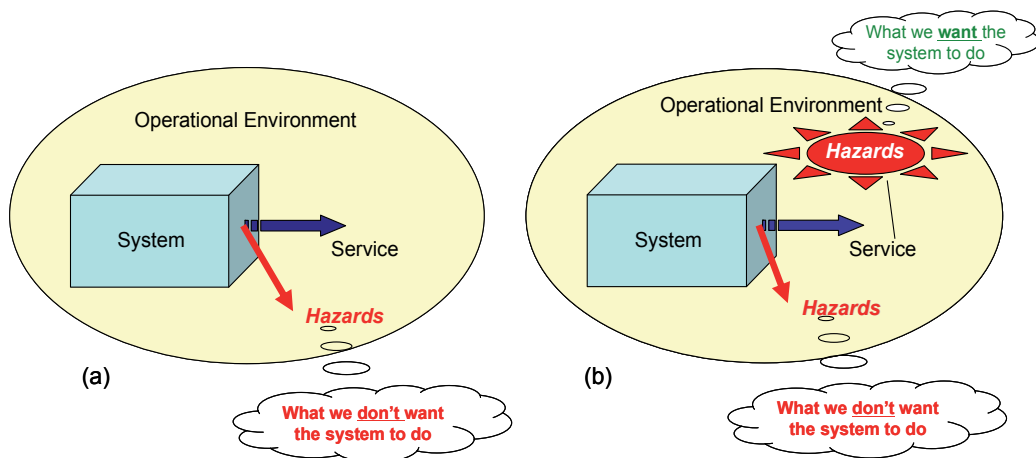 Operational Environment
System
Service
Hazards
(a)
What we don't want
the system to do
What we want the
system to do
Operational Environment
Hazards
System
Service
Hazards
(b)
What we don't want
the system to do